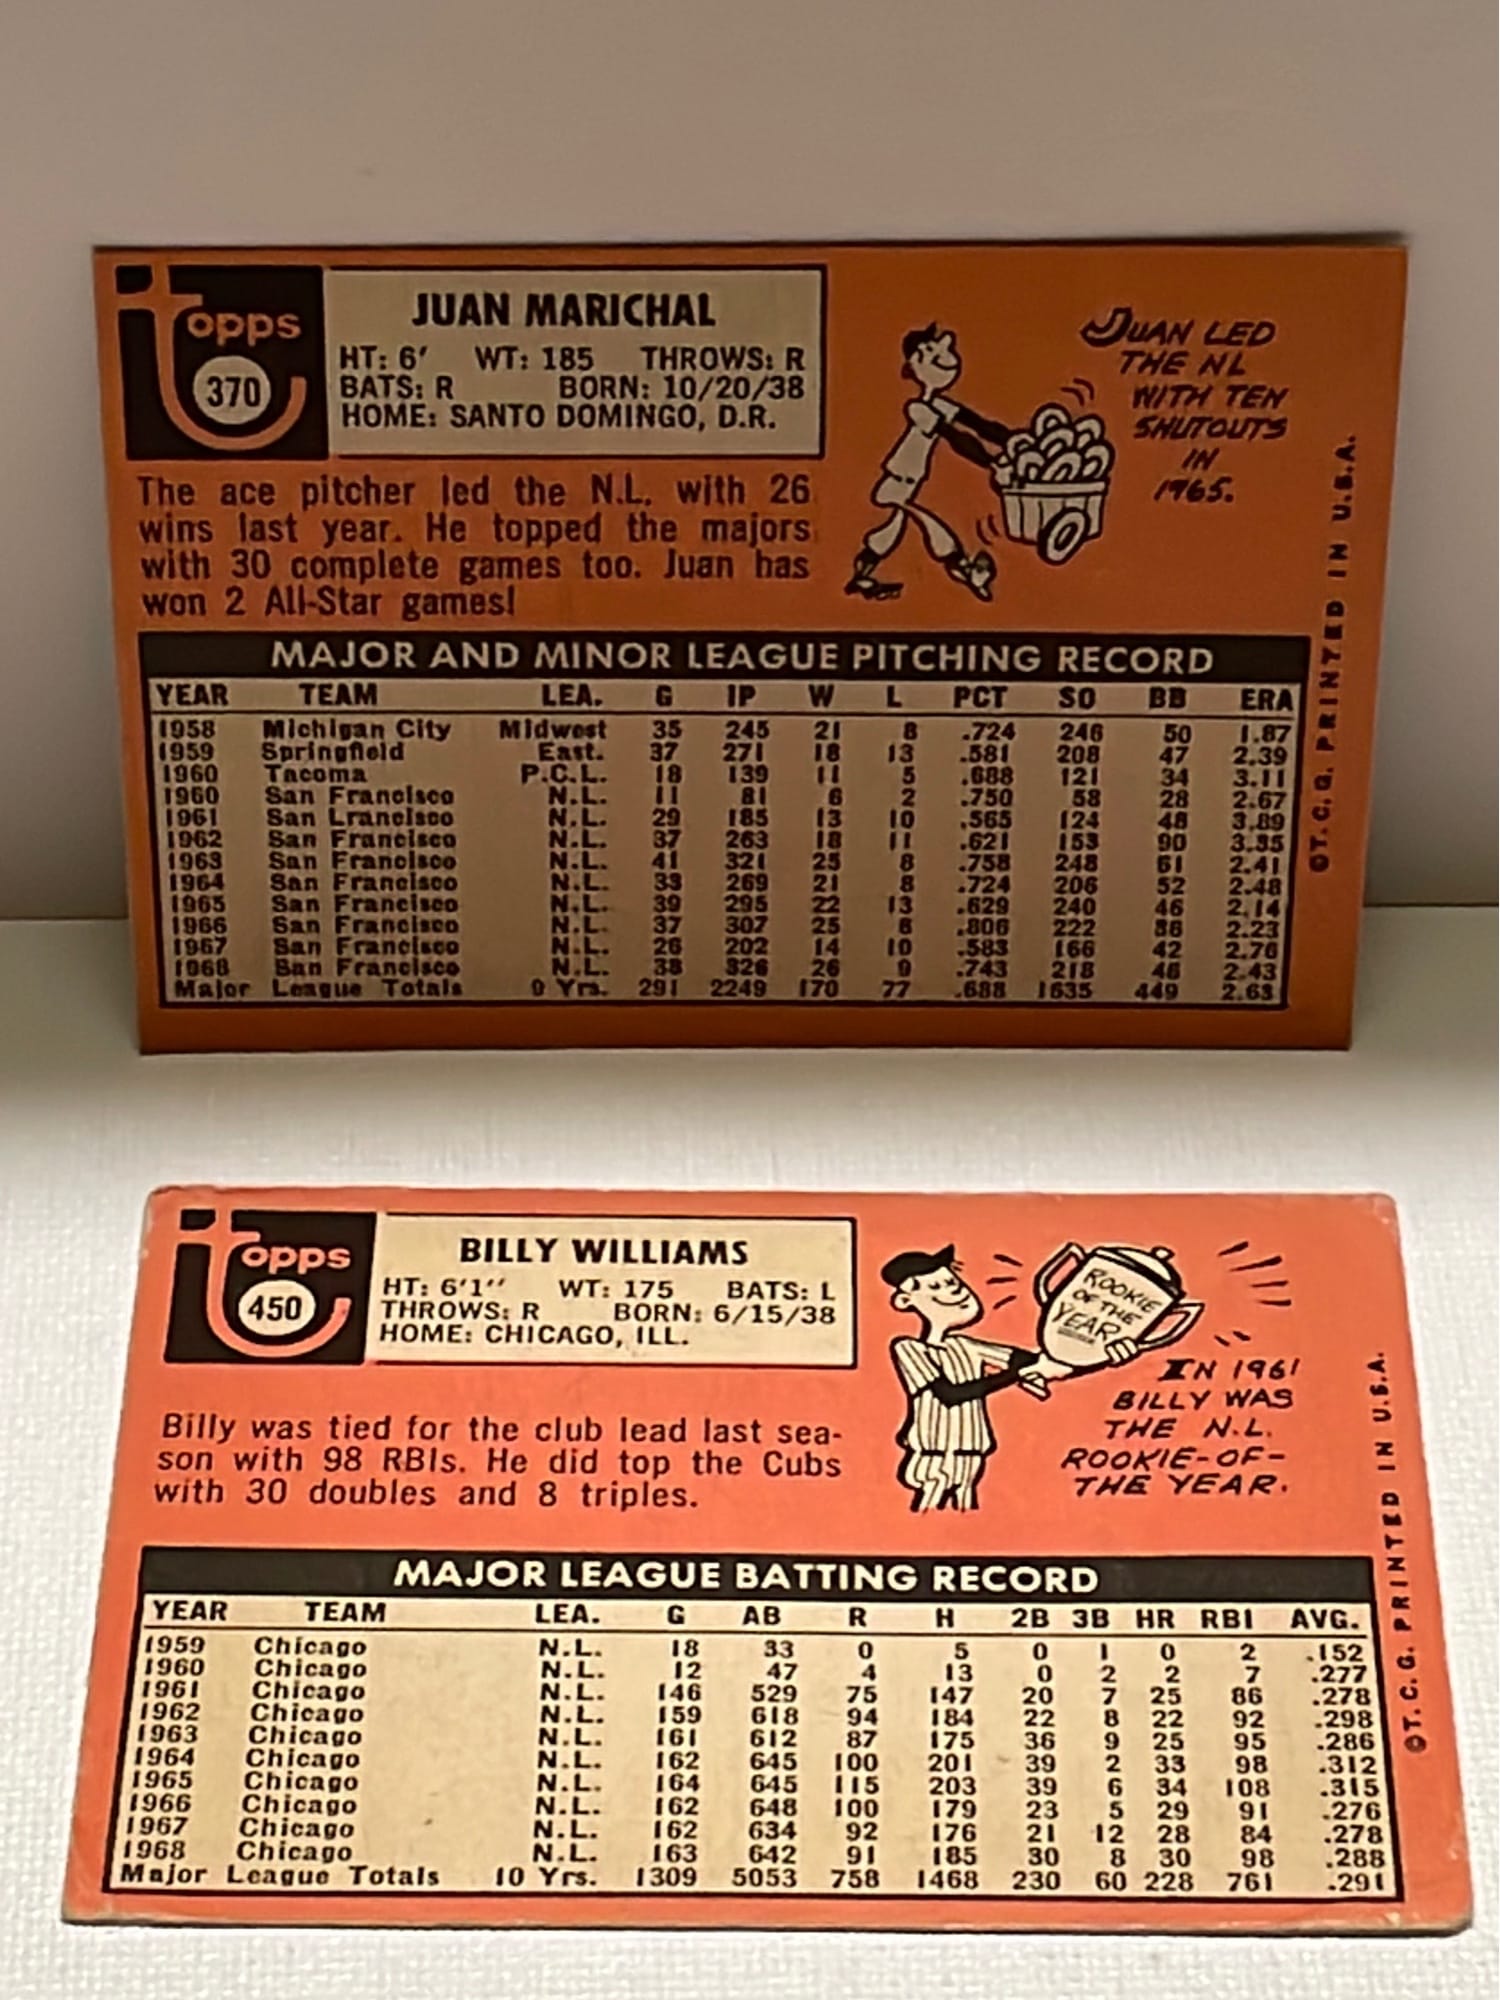 Topps
370
JUAN MARICHAL
HT: 6' WT: 185 THROWS: R
BATS: R BORN: 10/20/38
HOME: SANTO DOMINGO, D.R.
The ace pitcher led the N.L. with 26
wins last year. He topped the majors
with 30 complete games too. Juan has
won 2 All-Star games!
JUAN LED
THE NL
WITH TEN
SHUTOUTS
IN
1965.
MAJOR AND MINOR LEAGUE PITCHING RECORD
YEAR TEAM LEA. G IP W L PCT SO BB ERA
1958 Michigan City Midwest 35 245 21 8 .724 246 50 1.87
1959 Springfield East. 37 271 18 13 .581 208 47 2.39
1960 Tacoma P.C.L. 18 139 11 5 .688 121 34 3.11
1960 San Francisco N.L. 11 81 6 2 .750 58 28 2.67
1961 San Lrancisco N.L. 29 185 13 10 .565 124 48 3.89
1962 San Francisco N.L. 37 263 18 11 .621 153 90 3.35
1963 San Francisco N.L. 41 321 25 8 .758 248 61 2.41
1964 San Francisco N.L. 33 269 21 8 .724 206 52 2.48
1965 San Francisco N.L. 39 295 22 13 .629 240 46 2.14
1966 San Francisco N.L. 37 307 25 6 .806 222 36 2.23
1967 San Francisco N.L. 26 202 14 10 .583 166 42 2.76
1968 San Francisco N.L. 38 326 26 9 .743 218 46 2.43
Major League Totals 9 Yrs. 291 2249 170 77 .688 1635 449 2.63
©T.C.G. PRINTED IN U.S.A.
Topps
450
BILLY WILLIAMS
HT: 6'1'' WT: 175 BATS: L
THROWS: R BORN: 6/15/38
HOME: CHICAGO, ILL.
Billy was tied for the club lead last sea-
son with 98 RBIs. He did top the Cubs
with 30 doubles and 8 triples.
ROOKIE
OF THE
YEAR
IN 1961
BILLY WAS
THE N.L.
ROOKIE-OF-
THE YEAR.
MAJOR LEAGUE BATTING RECORD
YEAR TEAM LEA. G AB R H 2B 3B HR RBI AVG.
1959 Chicago N.L. 18 33 0 5 0 1 0 2 .152
1960 Chicago N.L. 12 47 4 13 0 2 2 7 .277
1961 Chicago N.L. 146 529 75 147 20 7 25 86 .278
1962 Chicago N.L. 159 618 94 184 22 8 22 92 .298
1963 Chicago N.L. 161 612 87 175 36 9 25 95 .286
1964 Chicago N.L. 162 645 100 201 39 2 33 98 .312
1965 Chicago N.L. 164 645 115 203 39 6 34 108 .315
1966 Chicago N.L. 162 648 100 179 23 5 29 91 .276
1967 Chicago N.L. 162 634 92 176 21 12 28 84 .278
1968 Chicago N.L. 163 642 91 185 30 8 30 98 .288
Major League Totals 10 Yrs. 1309 5053 758 1468 230 60 228 761 .291
©T.C.G. PRINTED IN U.S.A.